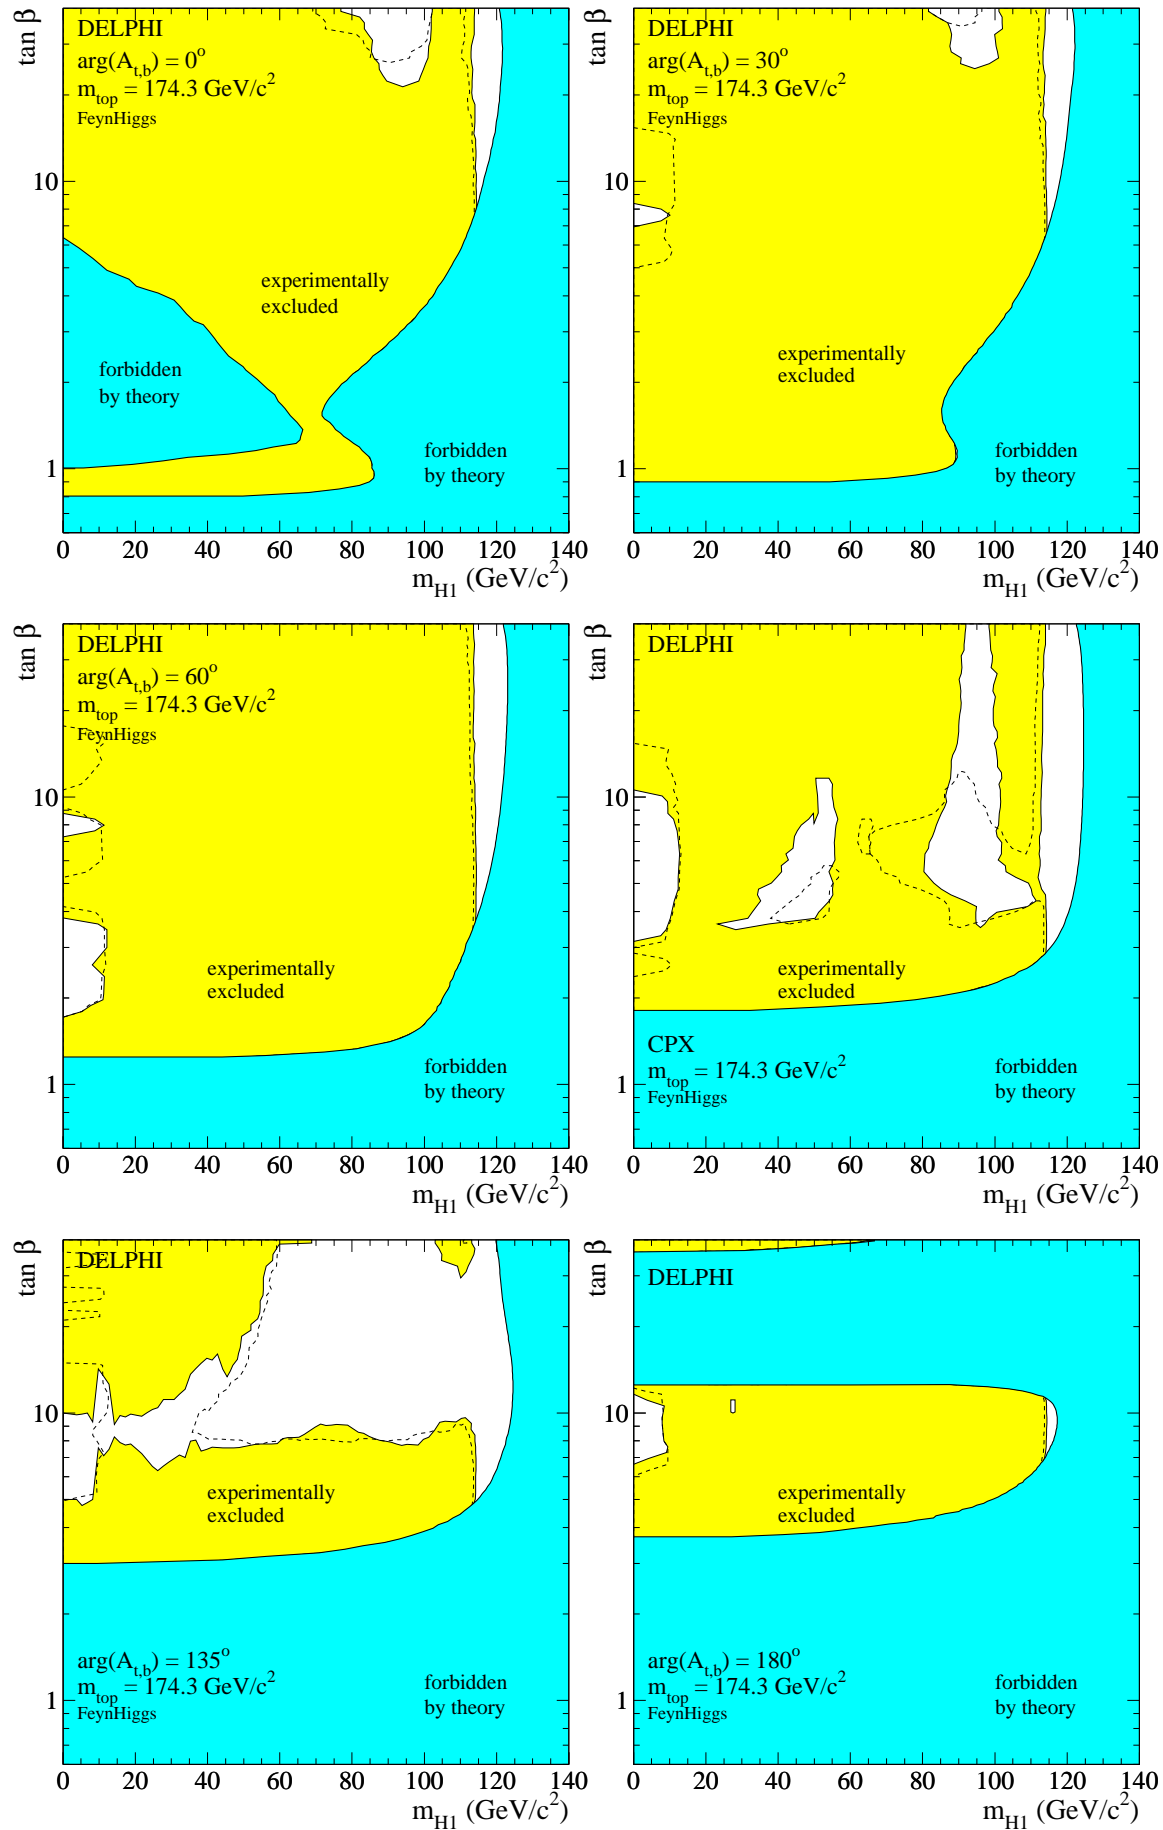 tan β
DELPHI
arg(A_t,b) = 0°
m_top = 174.3 GeV/c²
FeynHiggs
10
experimentally
excluded
forbidden
by theory
forbidden
by theory
1
0 20 40 60 80 100 120 140
m_H1 (GeV/c²)
tan β
DELPHI
arg(A_t,b) = 30°
m_top = 174.3 GeV/c²
FeynHiggs
10
experimentally
excluded
forbidden
by theory
1
0 20 40 60 80 100 120 140
m_H1 (GeV/c²)
tan β
DELPHI
arg(A_t,b) = 60°
m_top = 174.3 GeV/c²
FeynHiggs
10
experimentally
excluded
forbidden
by theory
1
0 20 40 60 80 100 120 140
m_H1 (GeV/c²)
tan β
DELPHI
10
experimentally
excluded
CPX
m_top = 174.3 GeV/c²
FeynHiggs
forbidden
by theory
1
0 20 40 60 80 100 120 140
m_H1 (GeV/c²)
tan β
DELPHI
10
experimentally
excluded
arg(A_t,b) = 135°
m_top = 174.3 GeV/c²
FeynHiggs
forbidden
by theory
1
0 20 40 60 80 100 120 140
m_H1 (GeV/c²)
tan β
DELPHI
10
experimentally
excluded
arg(A_t,b) = 180°
m_top = 174.3 GeV/c²
FeynHiggs
forbidden
by theory
1
0 20 40 60 80 100 120 140
m_H1 (GeV/c²)